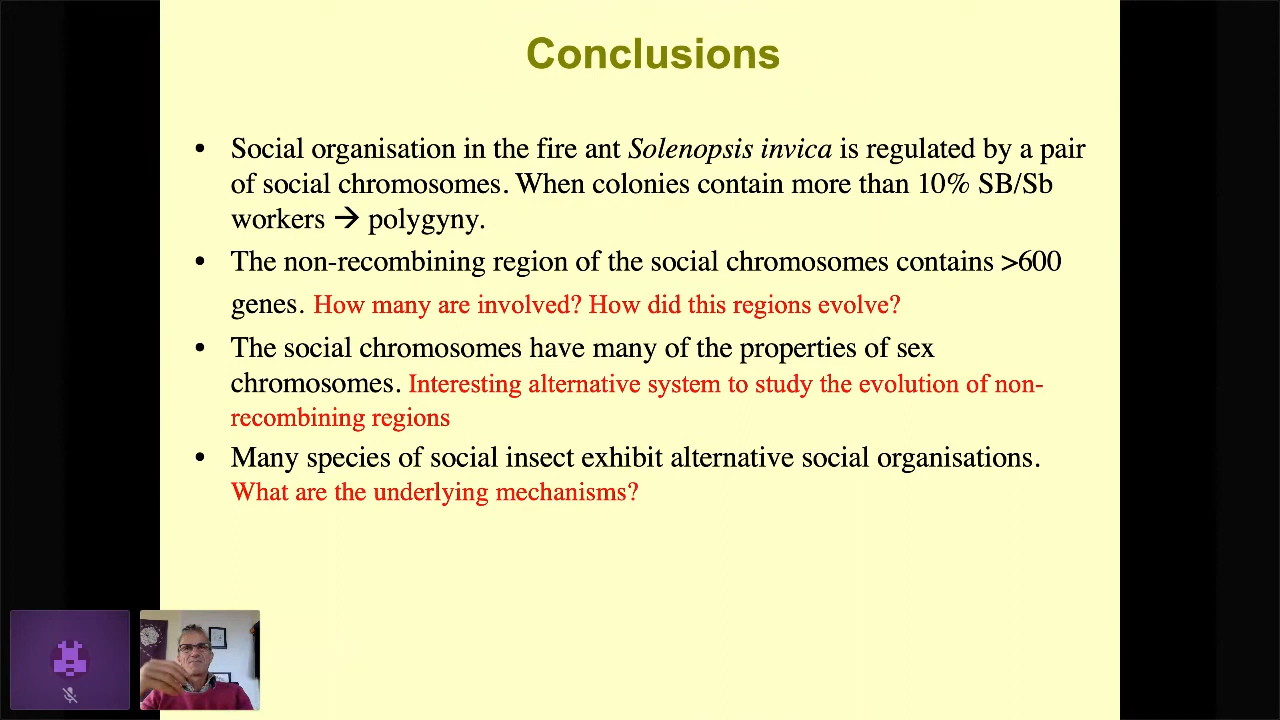 Conclusions
• Social organisation in the fire ant Solenopsis invica is regulated by a pair
of social chromosomes. When colonies contain more than 10% SB/Sb
workers → polygyny.
• The non-recombining region of the social chromosomes contains >600
genes. How many are involved? How did this regions evolve?
• The social chromosomes have many of the properties of sex
chromosomes. Interesting alternative system to study the evolution of non-
recombining regions
• Many species of social insect exhibit alternative social organisations.
What are the underlying mechanisms?